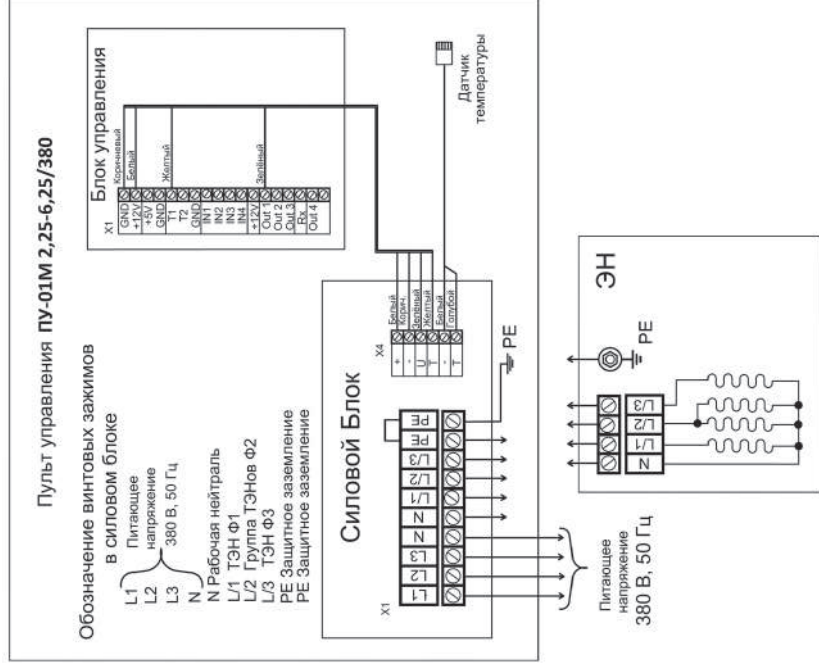 Пульт управления ПУ-01М 2,25-6,25/380
Обозначение винтовых зажимов
в силовом блоке
L1
L2
L3
N
Питающее
напряжение
380 В, 50 Гц
N Рабочая нейтраль
L/1 ТЭН Ф1
L/2 Группа ТЭНов Ф2
L/3 ТЭН Ф3
PE Защитное заземление
PE Защитное заземление
Блок управления
Коричневый
Белый
Желтый
Зелёный
X1
GND
+12V
+5V
GND
T1
T2
GND
IN1
IN2
IN3
IN4
+12V
Out 1
Out 2
Out 3
Rx
Out 4
Датчик
температуры
Силовой Блок
X4
Белый
Корич.
Зелёный
Желтый
Белый
Голубой
+
-
U
T
-
T
PE
X1
L1
L2
L3
N
N
L/1
L/2
L/3
PE
PE
Питающее
напряжение
380 В, 50 Гц
ЭН
PE
N
L/1
L/2
L/3